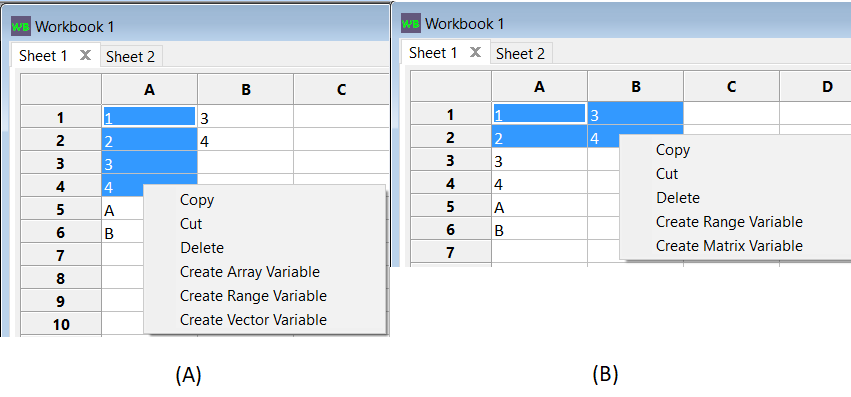 WB Workbook 1
Sheet 1 X Sheet 2
A B C
1 1 3
2 2 4
3 3
4 4
5 A
6 B
7
8
9
10
Copy
Cut
Delete
Create Array Variable
Create Range Variable
Create Vector Variable
(A)
WB Workbook 1
Sheet 1 X Sheet 2
A B C D
1 1 3
2 2 4
3 3
4 4
5 A
6 B
7
Copy
Cut
Delete
Create Range Variable
Create Matrix Variable
(B)